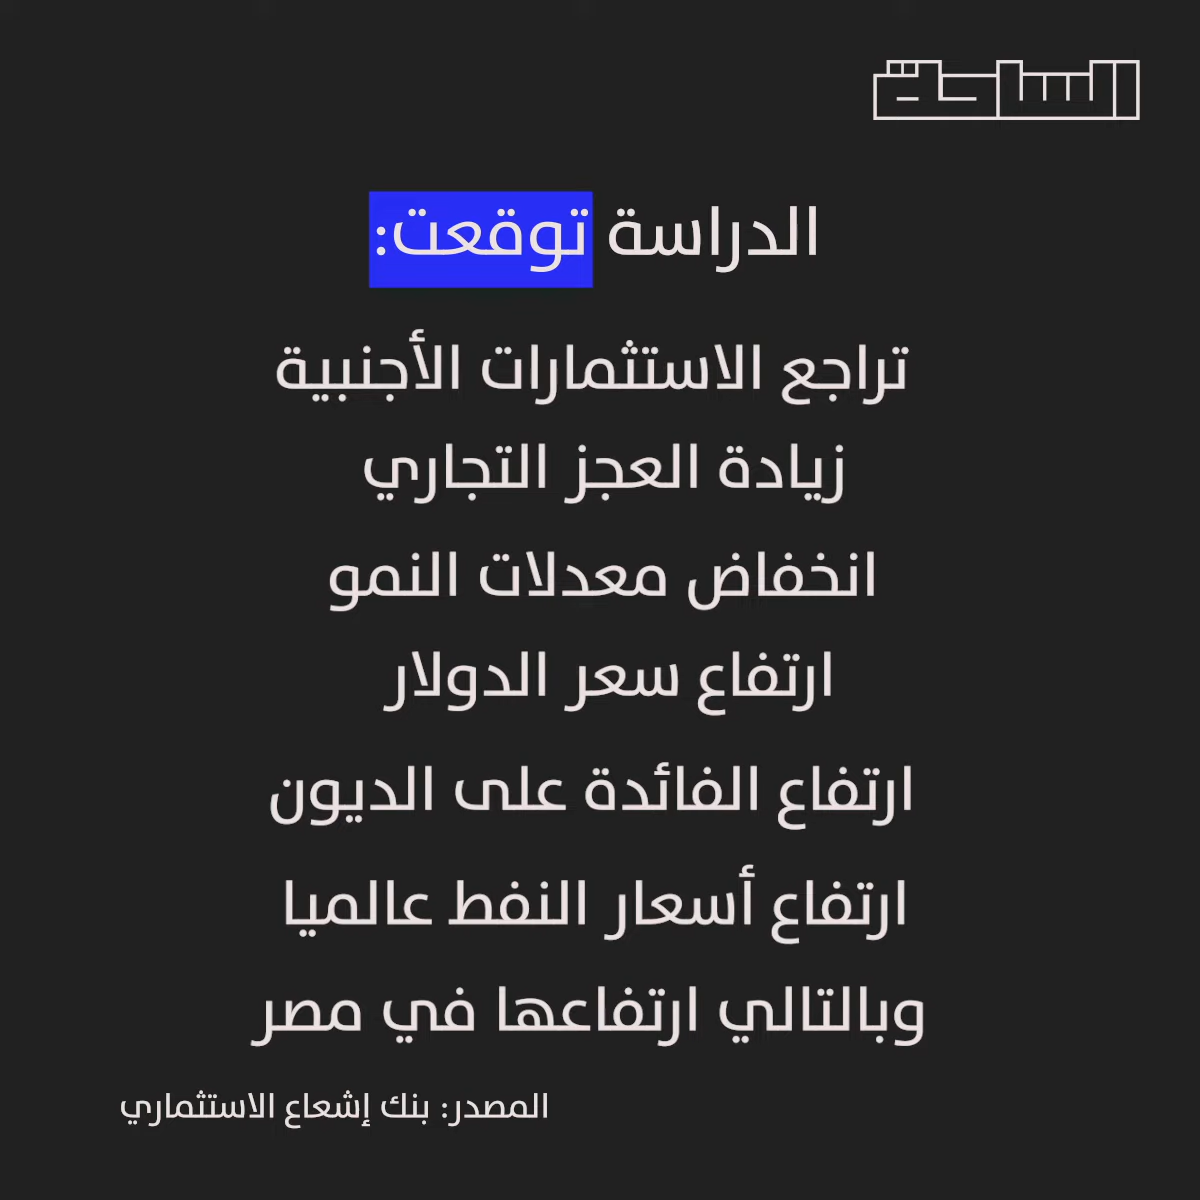 الساحة
الدراسة توقعت:
تراجع الاستثمارات الأجنبية
زيادة العجز التجاري
انخفاض معدلات النمو
ارتفاع سعر الدولار
ارتفاع الفائدة على الديون
ارتفاع أسعار النفط عالميا
وبالتالي ارتفاعها في مصر
المصدر: بنك إشعاع الاستثماري